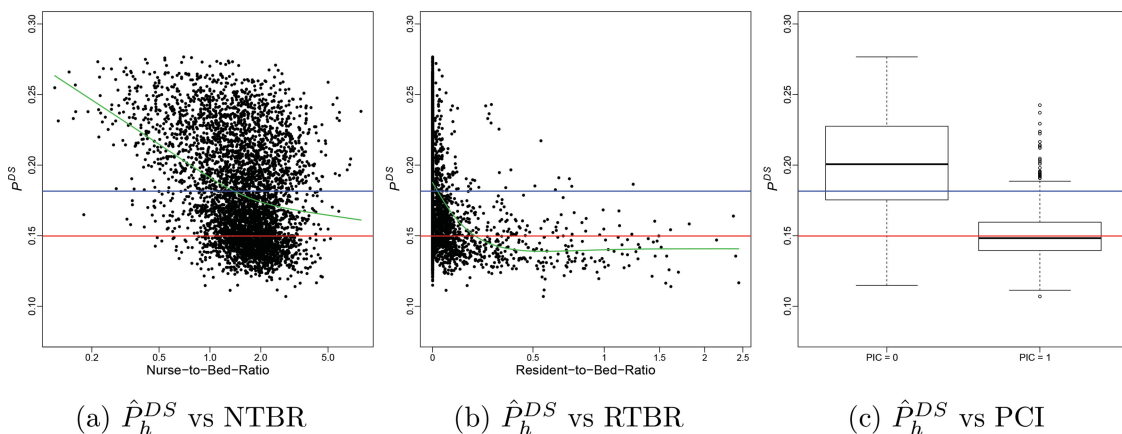 0.30
0.25
0.20
0.15
0.10
P^DS
0.2 0.5 1.0 2.0 5.0
Nurse−to−Bed−Ratio
(a) P̂_h^DS vs NTBR
0.30
0.25
0.20
0.15
0.10
P^DS
0 0.5 1 1.5 2 2.5
Resident−to−Bed−Ratio
(b) P̂_h^DS vs RTBR
0.30
0.25
0.20
0.15
0.10
P^DS
PIC = 0 PIC = 1
(c) P̂_h^DS vs PCI